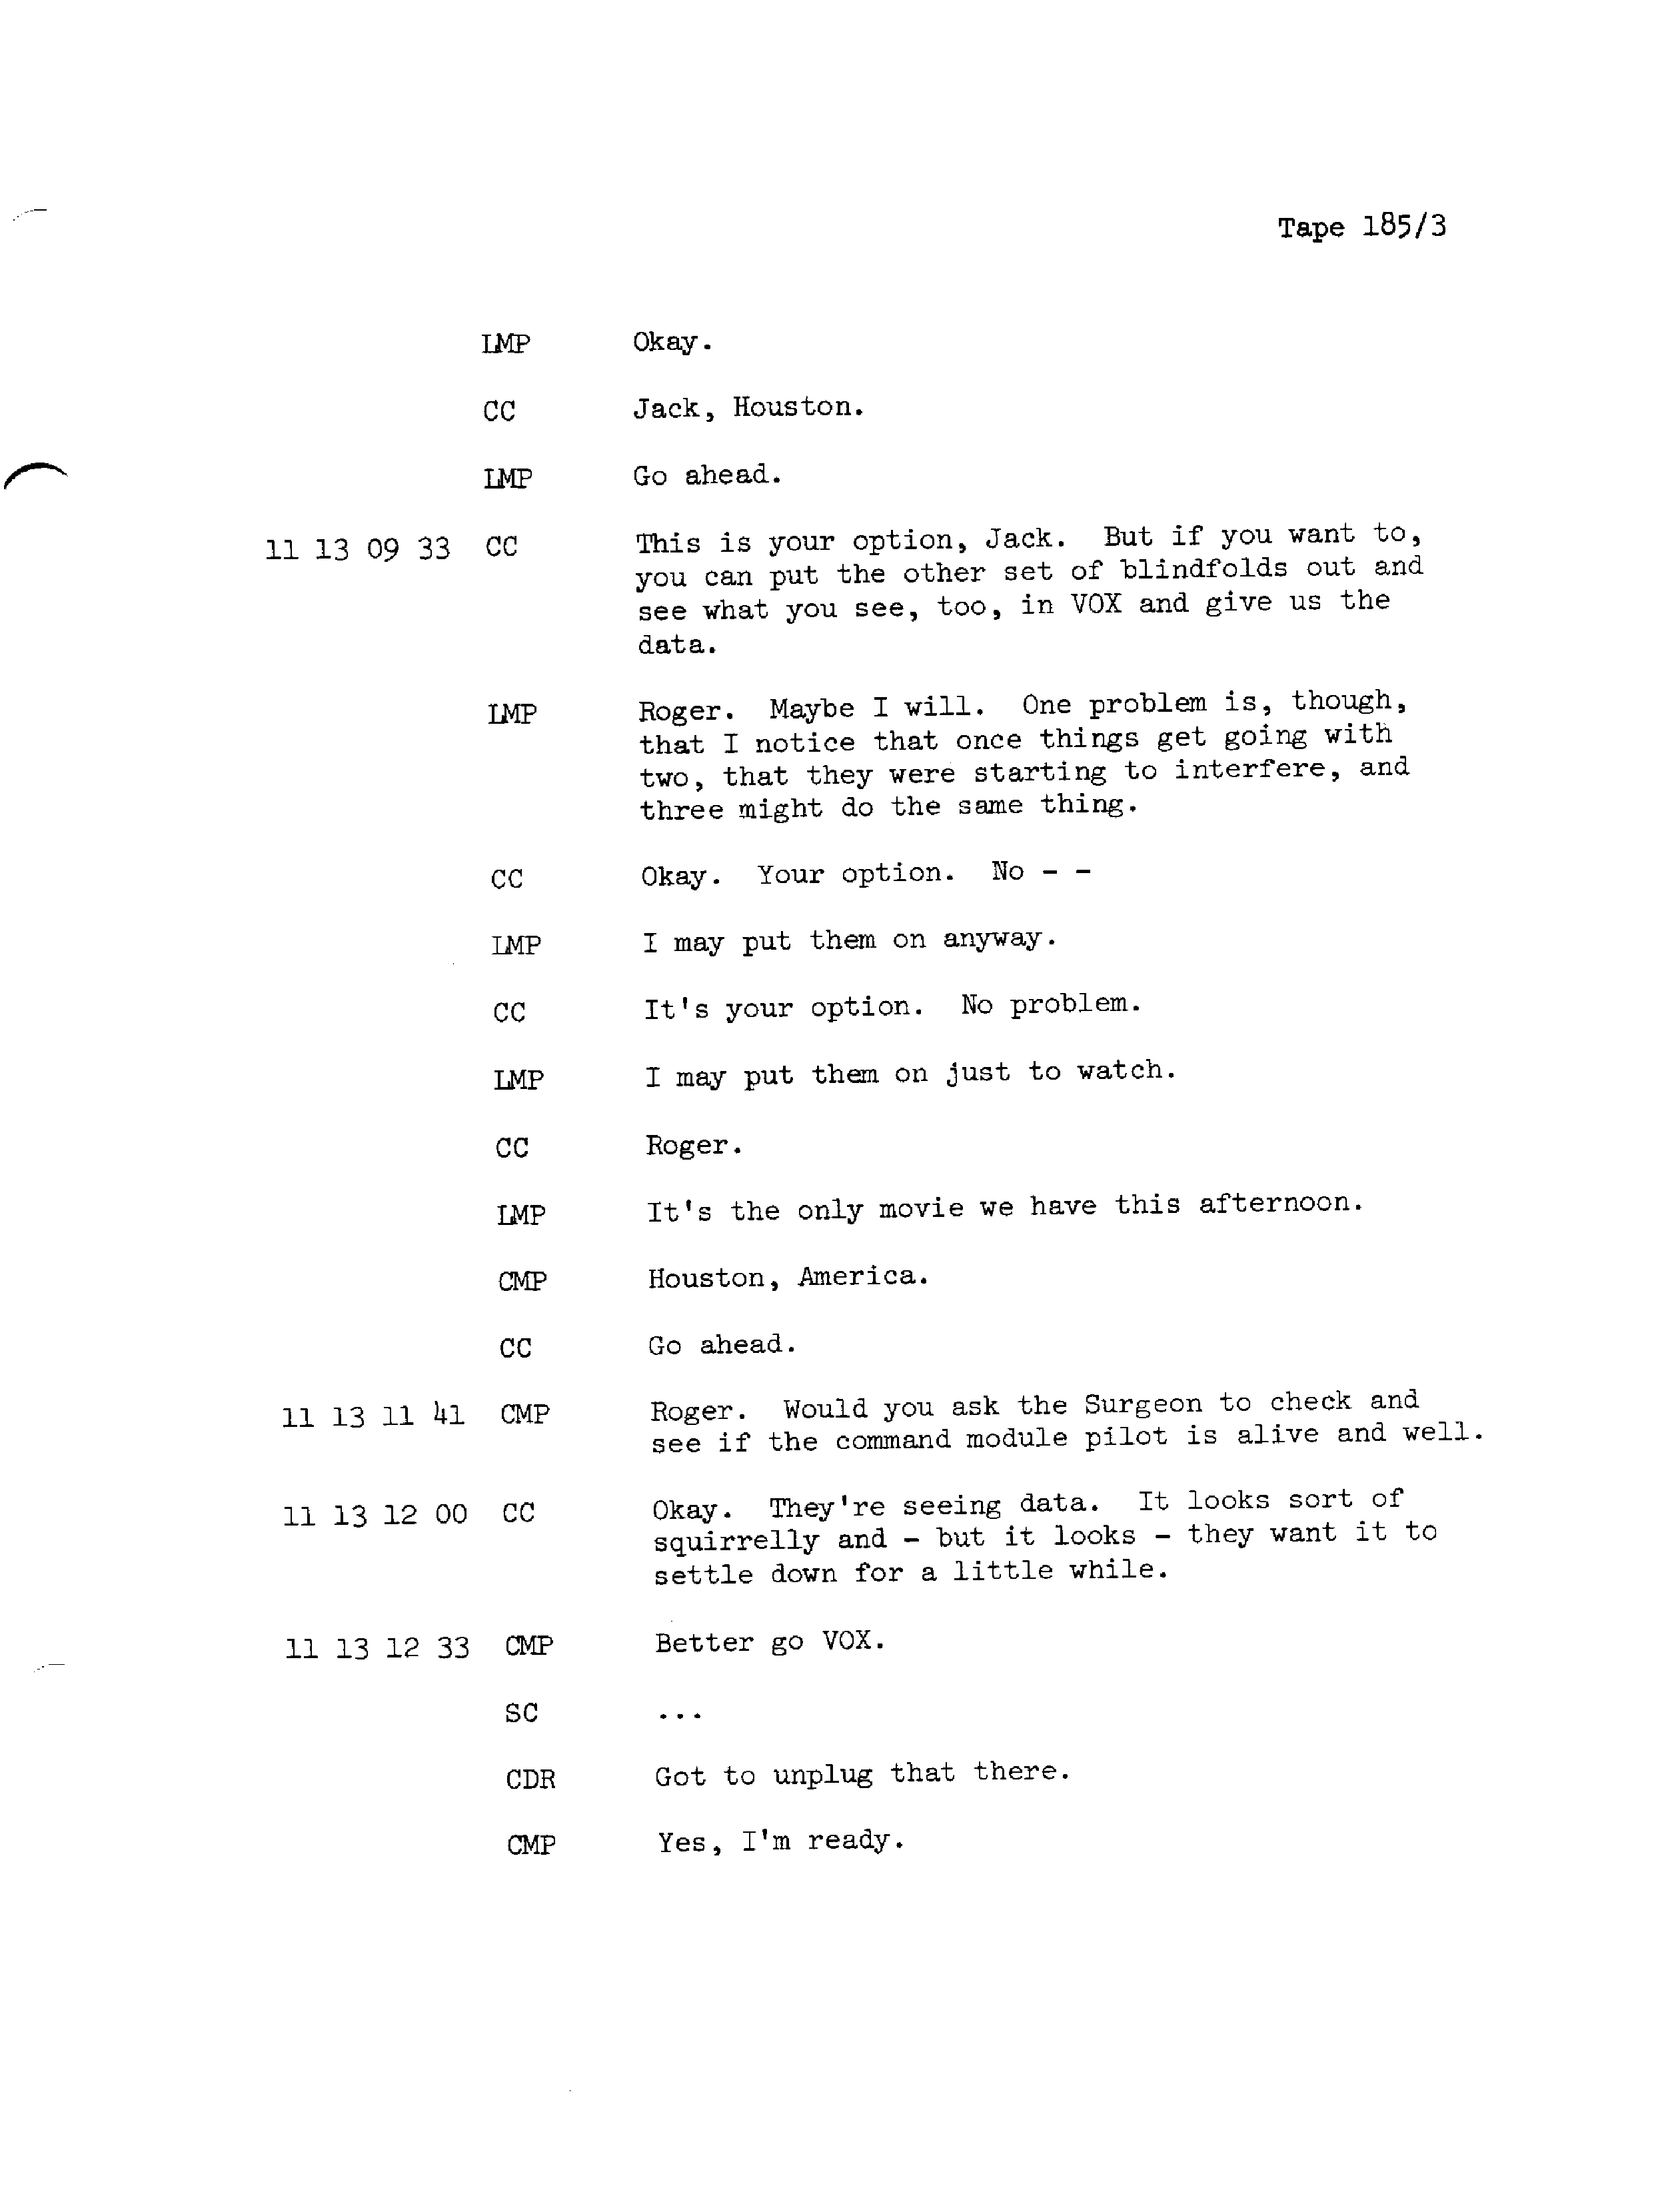 Tape 185/3
LMP Okay.
CC Jack, Houston.
LMP Go ahead.
11 13 09 33 CC This is your option, Jack. But if you want to,
you can put the other set of blindfolds out and
see what you see, too, in VOX and give us the
data.
LMP Roger. Maybe I will. One problem is, though,
that I notice that once things get going with
two, that they were starting to interfere, and
three might do the same thing.
CC Okay. Your option. No - -
LMP I may put them on anyway.
CC It's your option. No problem.
LMP I may put them on just to watch.
CC Roger.
LMP It's the only movie we have this afternoon.
CMP Houston, America.
CC Go ahead.
11 13 11 41 CMP Roger. Would you ask the Surgeon to check and
see if the command module pilot is alive and well.
11 13 12 00 CC Okay. They're seeing data. It looks sort of
squirrelly and - but it looks - they want it to
settle down for a little while.
11 13 12 33 CMP Better go VOX.
SC ...
CDR Got to unplug that there.
CMP Yes, I'm ready.